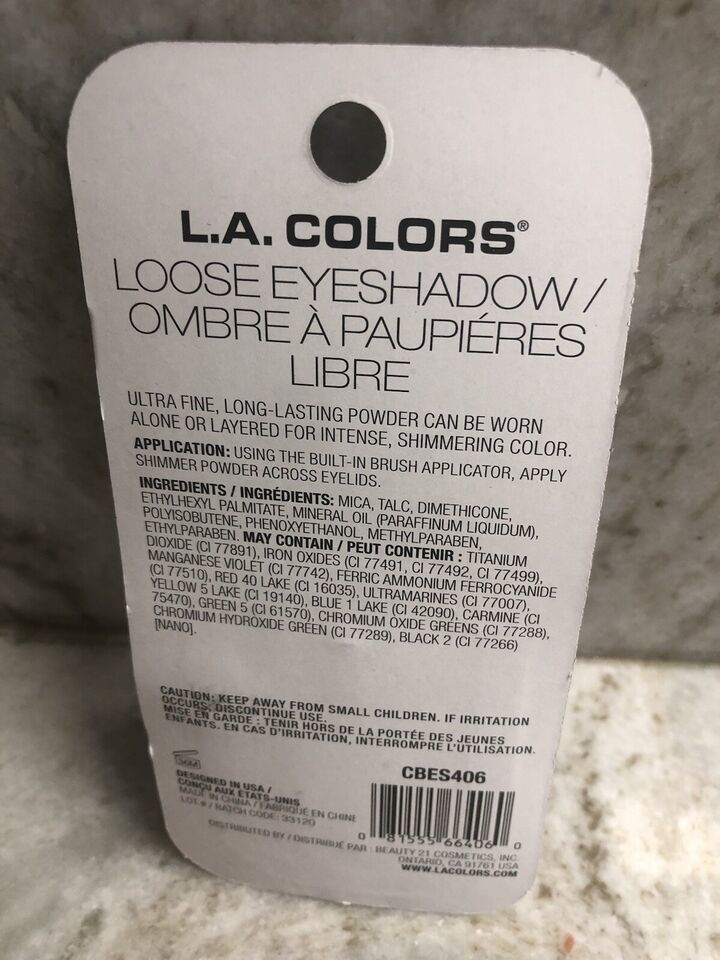 L.A. COLORS®
LOOSE EYESHADOW /
OMBRE À PAUPIÉRES
LIBRE
ULTRA FINE, LONG-LASTING POWDER CAN BE WORN
ALONE OR LAYERED FOR INTENSE, SHIMMERING COLOR.
APPLICATION: USING THE BUILT-IN BRUSH APPLICATOR, APPLY
SHIMMER POWDER ACROSS EYELIDS.
INGREDIENTS / INGRÉDIENTS: MICA, TALC, DIMETHICONE,
ETHYLHEXYL PALMITATE, MINERAL OIL (PARAFFINUM LIQUIDUM),
POLYISOBUTENE, PHENOXYETHANOL, METHYLPARABEN,
ETHYLPARABEN. MAY CONTAIN / PEUT CONTENIR : TITANIUM
DIOXIDE (CI 77891), IRON OXIDES (CI 77491, CI 77492, CI 77499),
MANGANESE VIOLET (CI 77742), FERRIC AMMONIUM FERROCYANIDE
(CI 77510), RED 40 LAKE (CI 16035), ULTRAMARINES (CI 77007),
YELLOW 5 LAKE (CI 19140), BLUE 1 LAKE (CI 42090), CARMINE (CI
75470), GREEN 5 (CI 61570), CHROMIUM OXIDE GREENS (CI 77288),
CHROMIUM HYDROXIDE GREEN (CI 77289), BLACK 2 (CI 77266)
[NANO].
CAUTION: KEEP AWAY FROM SMALL CHILDREN. IF IRRITATION
OCCURS, DISCONTINUE USE.
MISE EN GARDE : TENIR HORS DE LA PORTÉE DES JEUNES
ENFANTS. EN CAS D'IRRITATION, INTERROMPRE L'UTILISATION.
36M
DESIGNED IN USA /
CONÇU AUX ÉTATS-UNIS
MADE IN CHINA / FABRIQUÉ EN CHINE
LOT # / BATCH CODE: 33120
CBES406
0 81555 66406 0
DISTRIBUTED BY / DISTRIBUÉ PAR : BEAUTY 21 COSMETICS, INC.
ONTARIO, CA 91761 USA
WWW.LACOLORS.COM